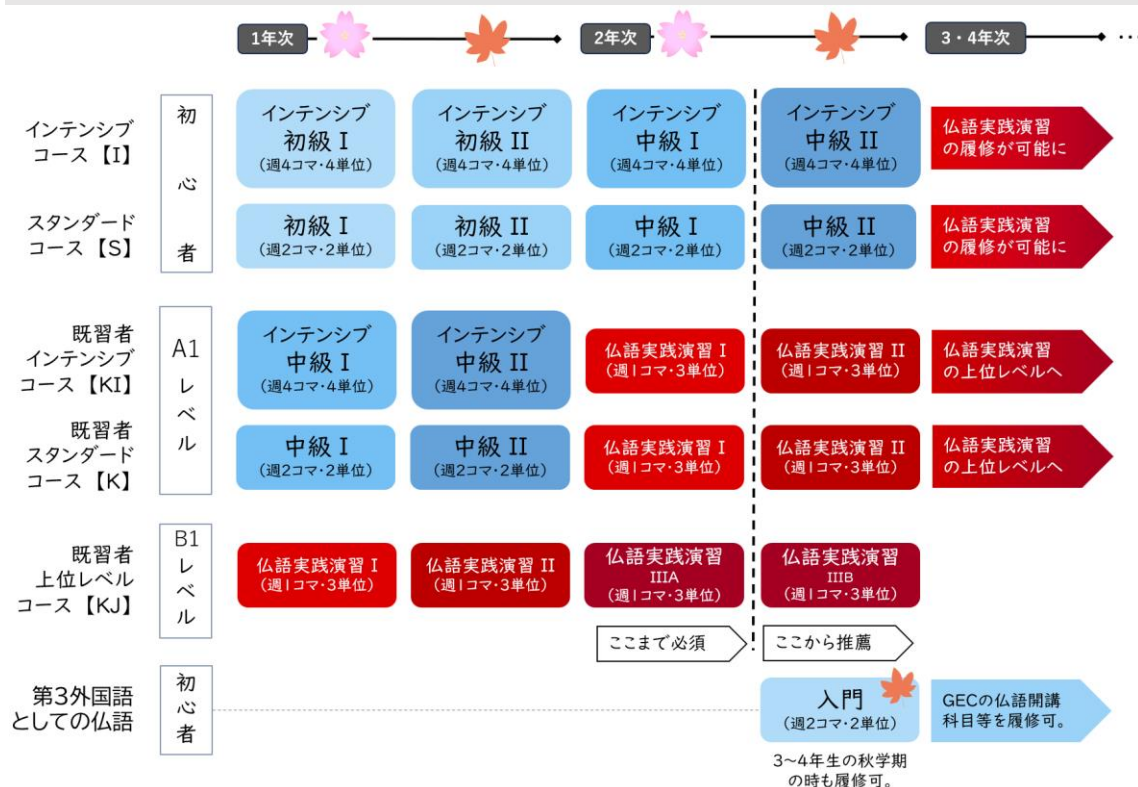 1年次
2年次
3・4年次
…
インテンシブ
コース【I】
初
心
者
インテンシブ
初級 I
(週4コマ・4単位)
インテンシブ
初級 II
(週4コマ・4単位)
インテンシブ
中級 I
(週4コマ・4単位)
インテンシブ
中級 II
(週4コマ・4単位)
仏語実践演習
の履修が可能に
スタンダード
コース【S】
初級 I
(週2コマ・2単位)
初級 II
(週2コマ・2単位)
中級 I
(週2コマ・2単位)
中級 II
(週2コマ・2単位)
仏語実践演習
の履修が可能に
既習者
インテンシブ
コース【KI】
A1
レ
ベ
ル
インテンシブ
中級 I
(週4コマ・4単位)
インテンシブ
中級 II
(週4コマ・4単位)
仏語実践演習 I
(週1コマ・3単位)
仏語実践演習 II
(週1コマ・3単位)
仏語実践演習
の上位レベルへ
既習者
スタンダード
コース【K】
中級 I
(週2コマ・2単位)
中級 II
(週2コマ・2単位)
仏語実践演習 I
(週1コマ・3単位)
仏語実践演習 II
(週1コマ・3単位)
仏語実践演習
の上位レベルへ
既習者
上位レベル
コース【KJ】
B1
レ
ベ
ル
仏語実践演習 I
(週1コマ・3単位)
仏語実践演習 II
(週1コマ・3単位)
仏語実践演習
IIIA
(週1コマ・3単位)
仏語実践演習
IIIB
(週1コマ・3単位)
ここまで必須
ここから推薦
第3外国語
としての仏語
初
心
者
入門
(週2コマ・2単位)
GECの仏語開講
科目等を履修可。
3~4年生の秋学期
の時も履修可。